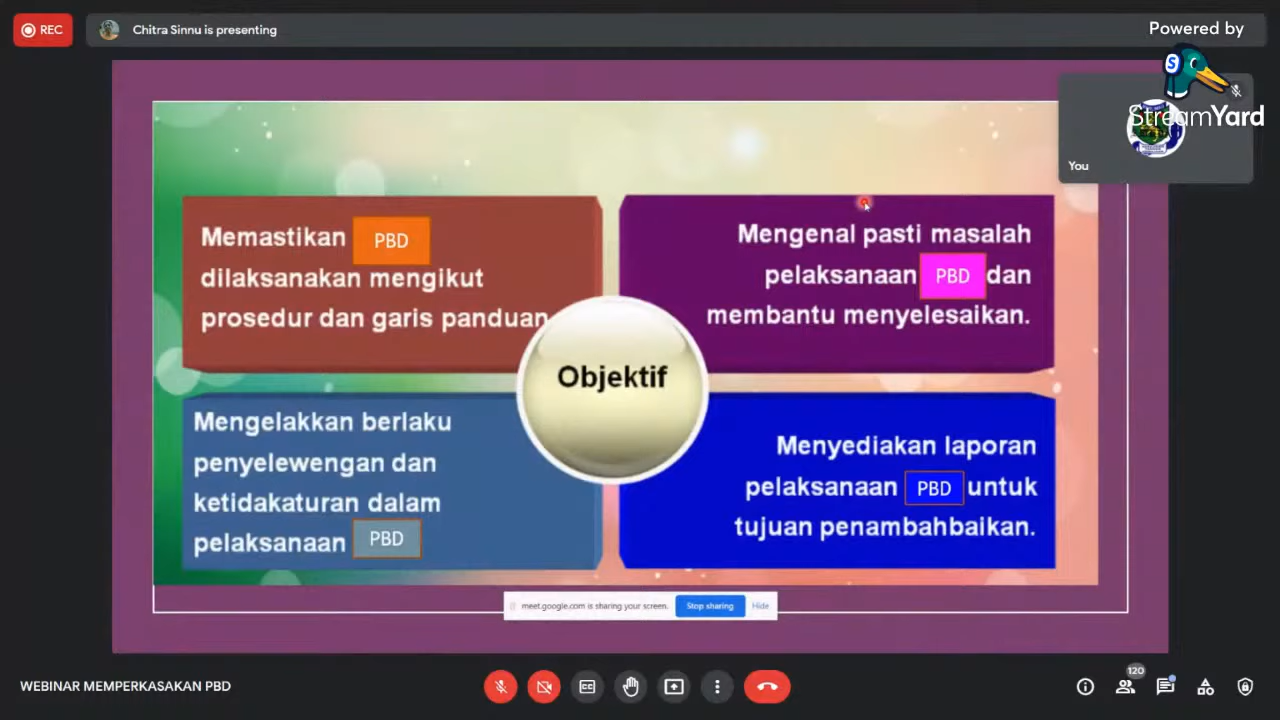 REC
Chitra Sinnu is presenting
Powered by
StreamYard
You
Memastikan PBD
dilaksanakan mengikut
prosedur dan garis panduan
Mengenal pasti masalah
pelaksanaan PBD dan
membantu menyelesaikan.
Objektif
Mengelakkan berlaku
penyelewengan dan
ketidakaturan dalam
pelaksanaan PBD
Menyediakan laporan
pelaksanaan PBD untuk
tujuan penambahbaikan.
meet.google.com is sharing your screen. Stop sharing Hide
WEBINAR MEMPERKASAKAN PBD
120